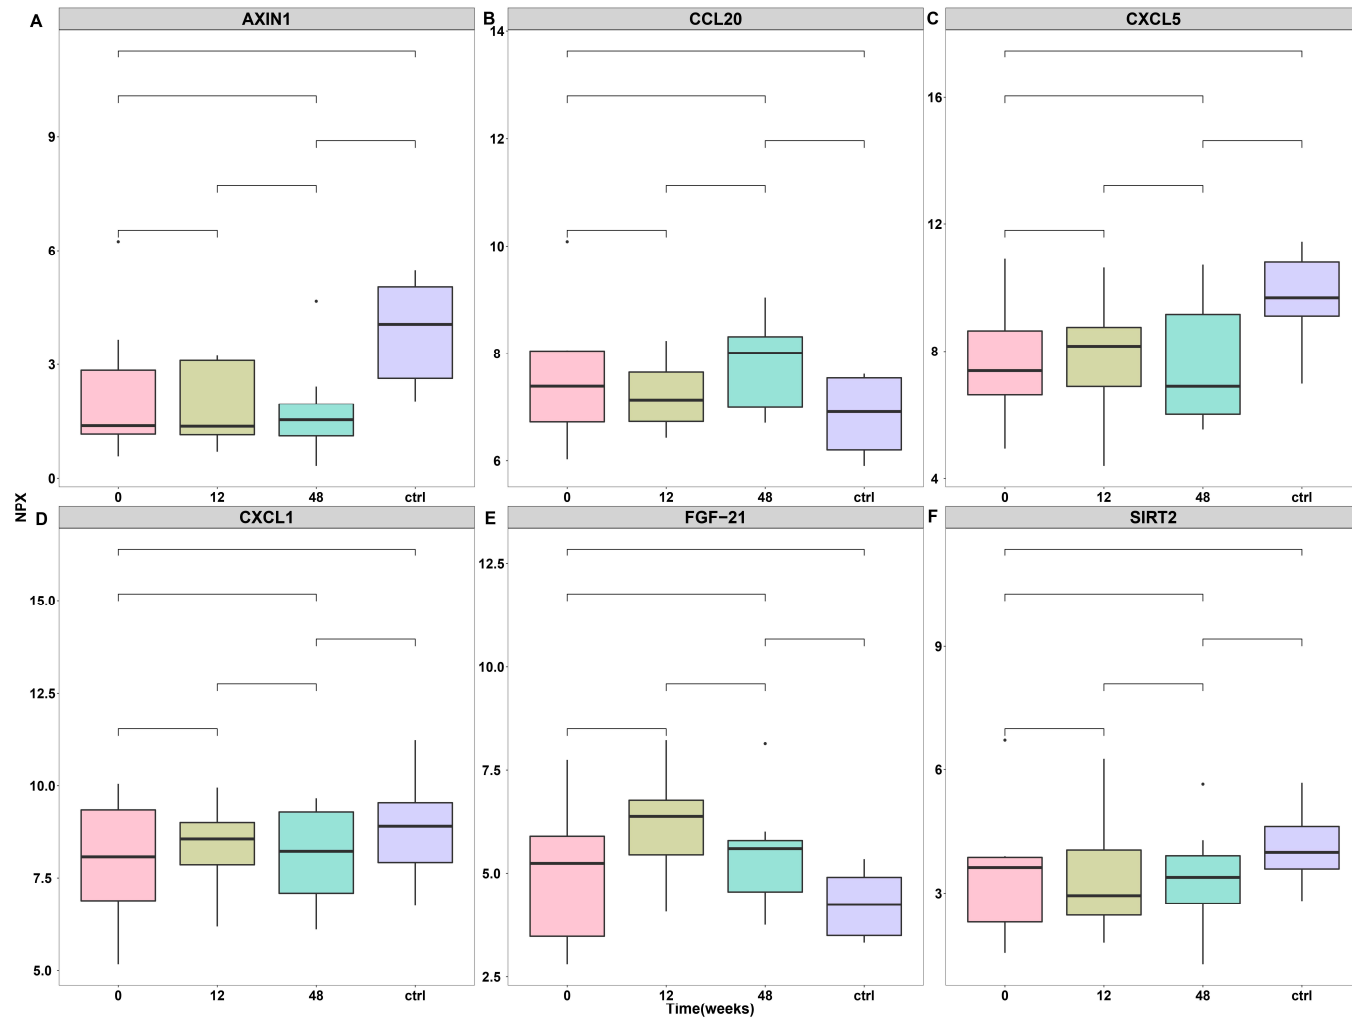 A AXIN1
9
6
3
0
0 12 48 ctrl
B CCL20
14
12
10
8
6
0 12 48 ctrl
C CXCL5
16
12
8
4
0 12 48 ctrl
NPX
D CXCL1
15.0
12.5
10.0
7.5
5.0
0 12 48 ctrl
E FGF−21
12.5
10.0
7.5
5.0
2.5
0 12 48 ctrl
F SIRT2
9
6
3
0 12 48 ctrl
Time(weeks)